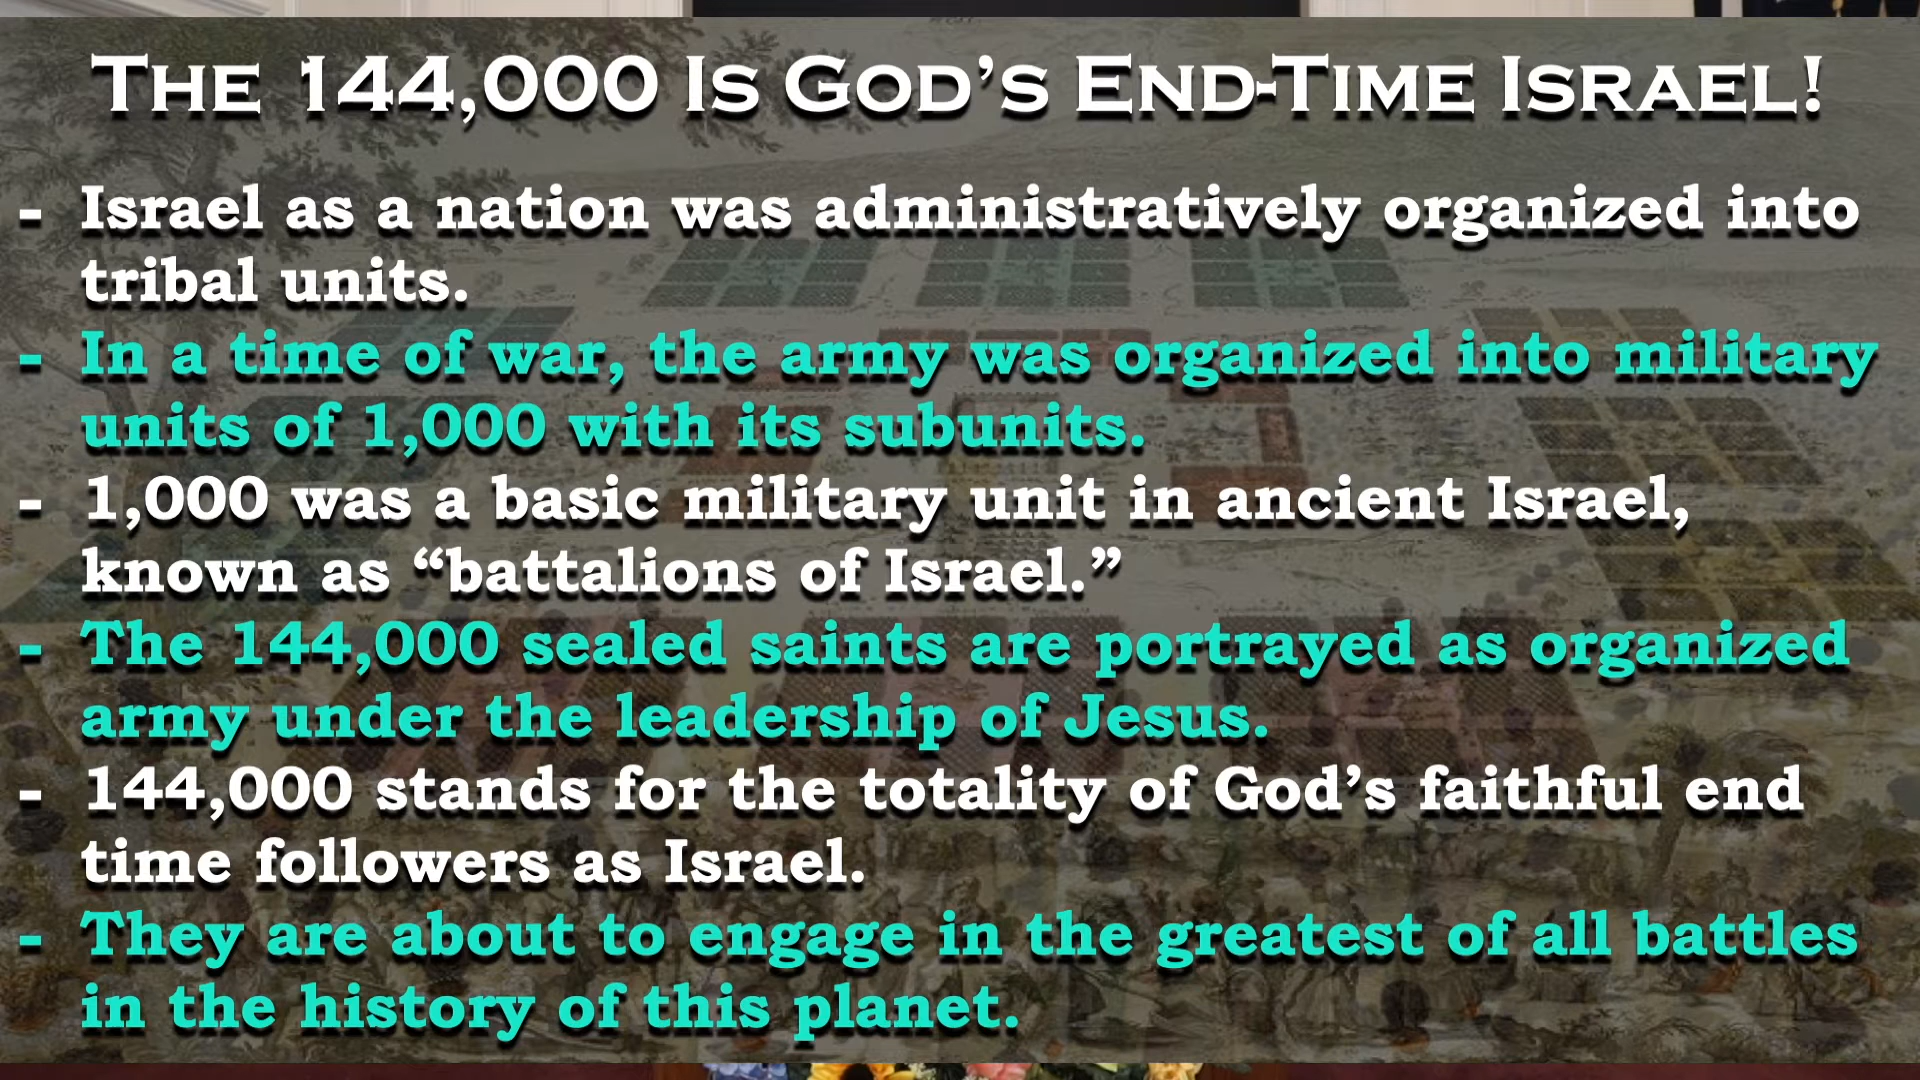 The 144,000 Is God’s End-Time Israel!
- Israel as a nation was administratively organized into
tribal units.
- In a time of war, the army was organized into military
units of 1,000 with its subunits.
- 1,000 was a basic military unit in ancient Israel,
known as “battalions of Israel.”
- The 144,000 sealed saints are portrayed as organized
army under the leadership of Jesus.
- 144,000 stands for the totality of God’s faithful end
time followers as Israel.
- They are about to engage in the greatest of all battles
in the history of this planet.